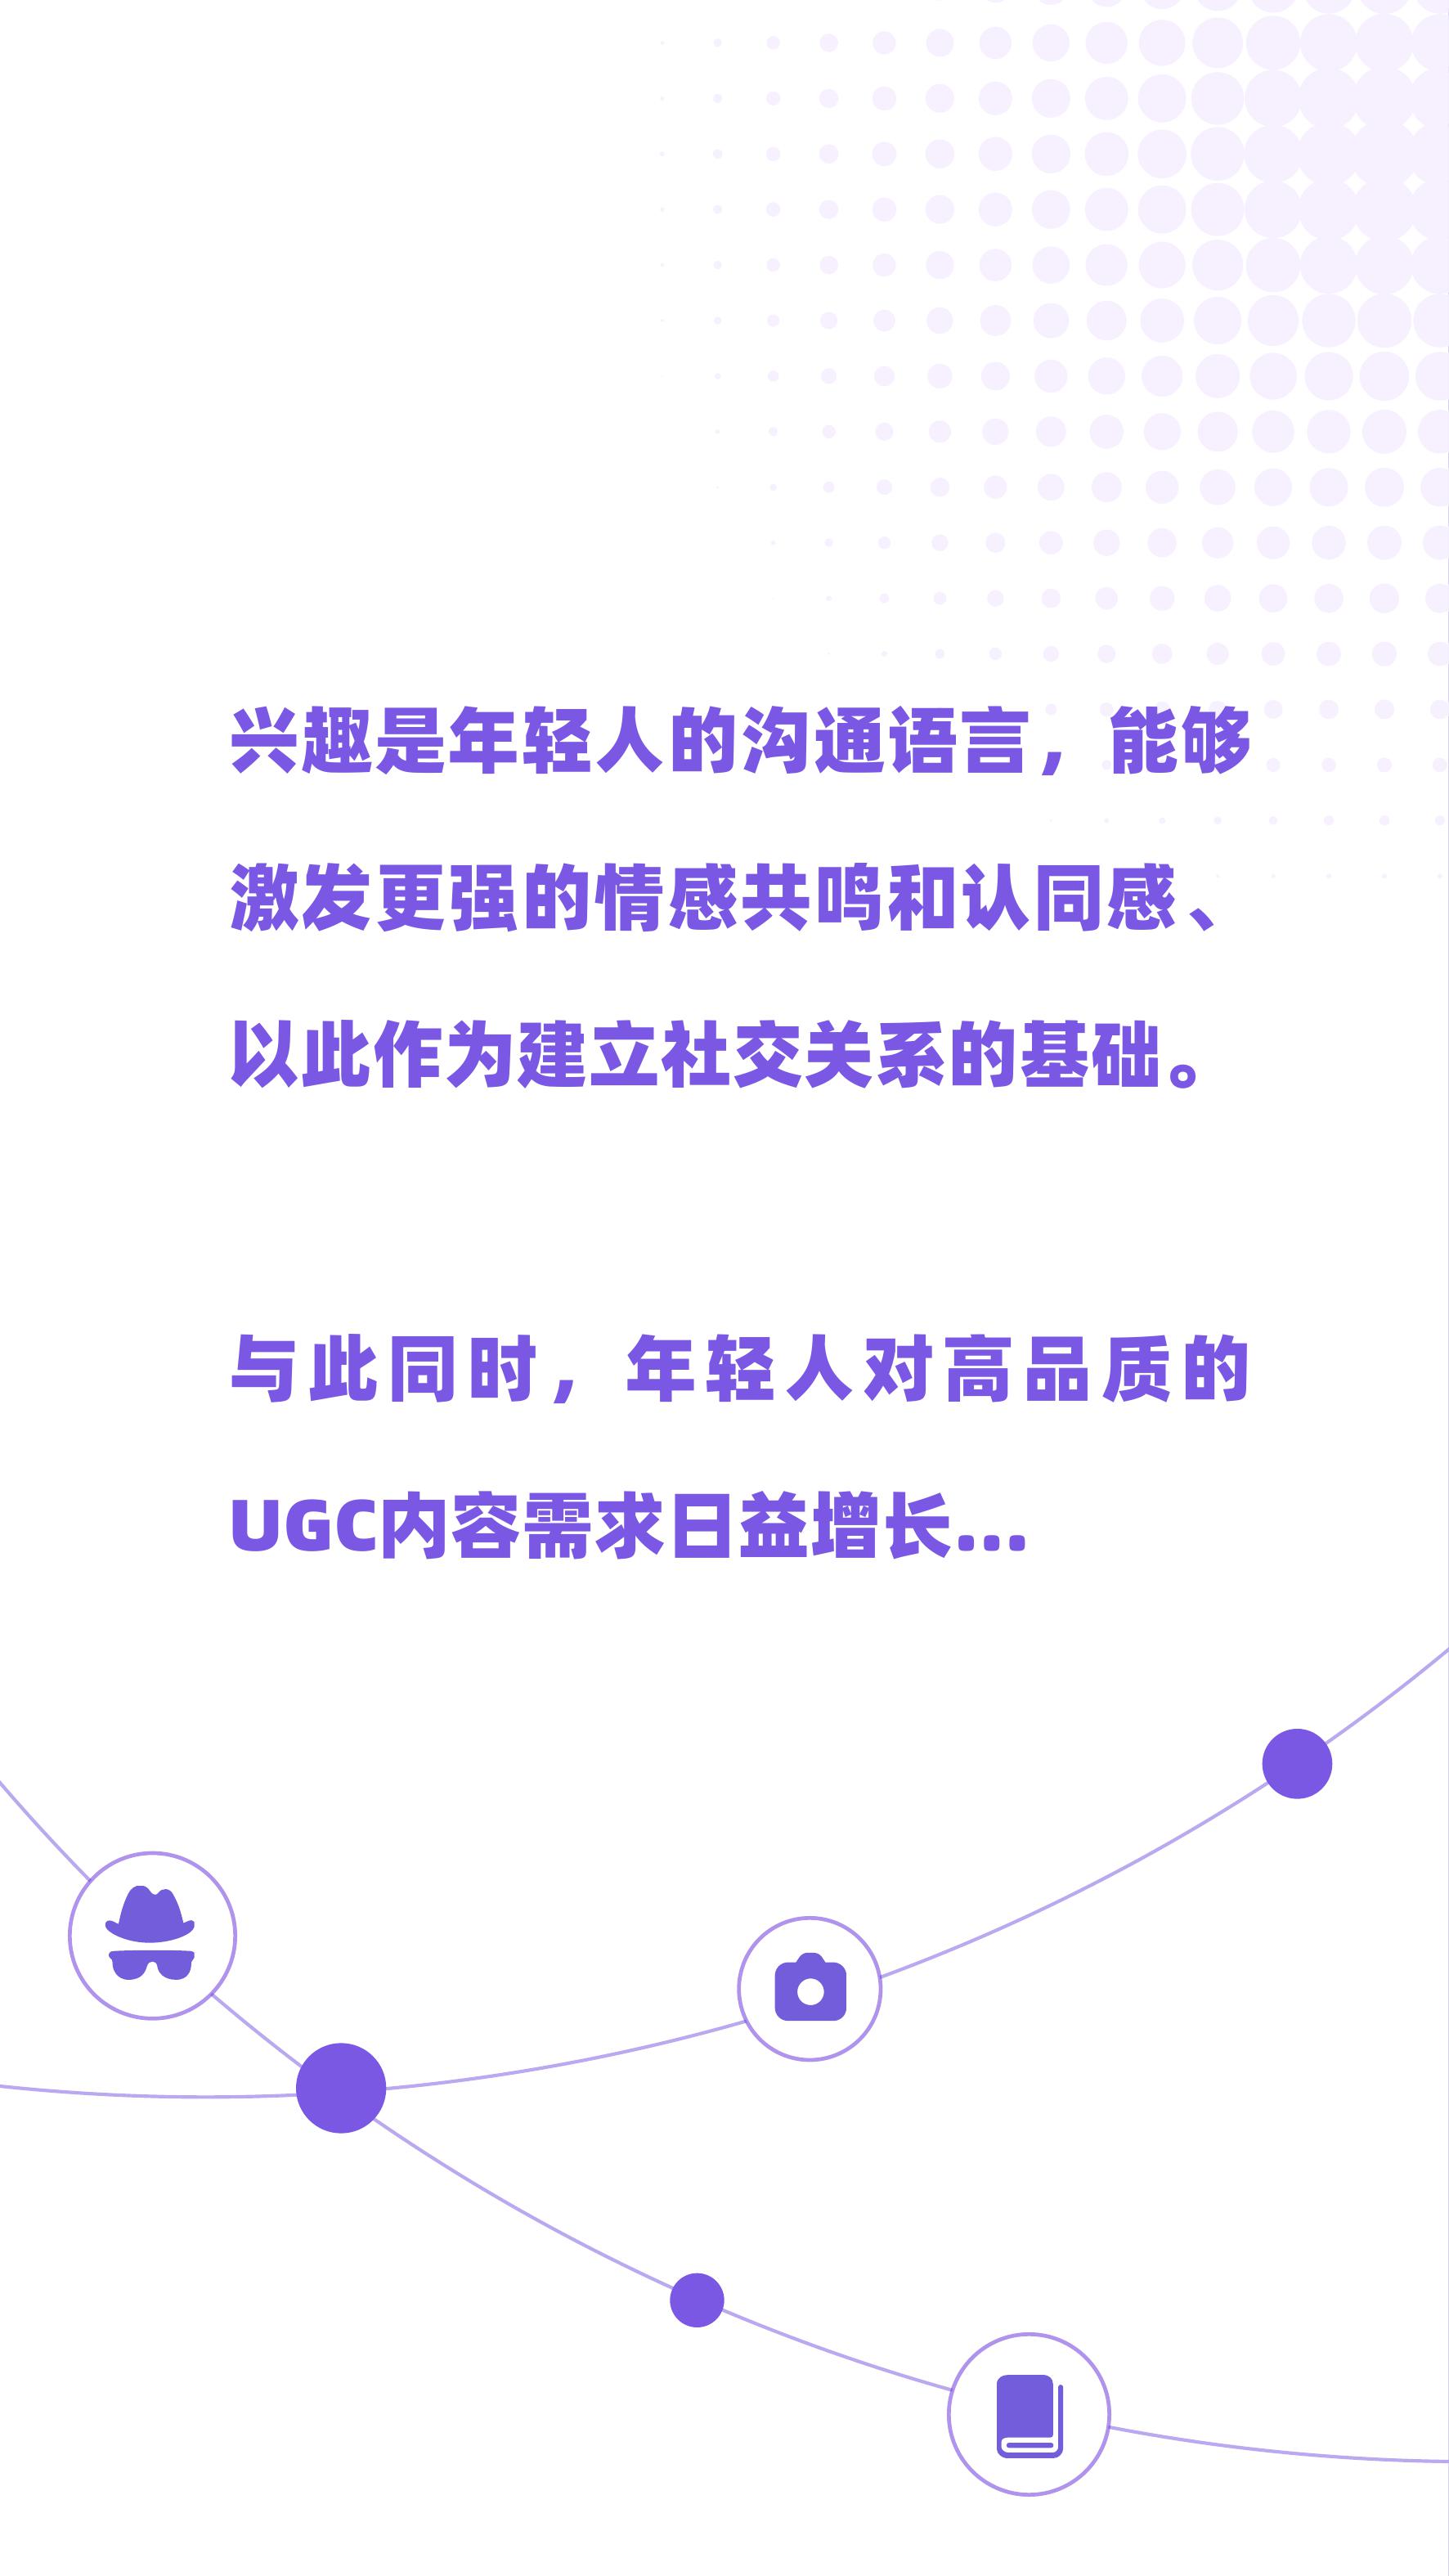 兴趣是年轻人的沟通语言，能够
激发更强的情感共鸣和认同感、
以此作为建立社交关系的基础。
与此同时，年轻人对高品质的
UGC内容需求日益增长...